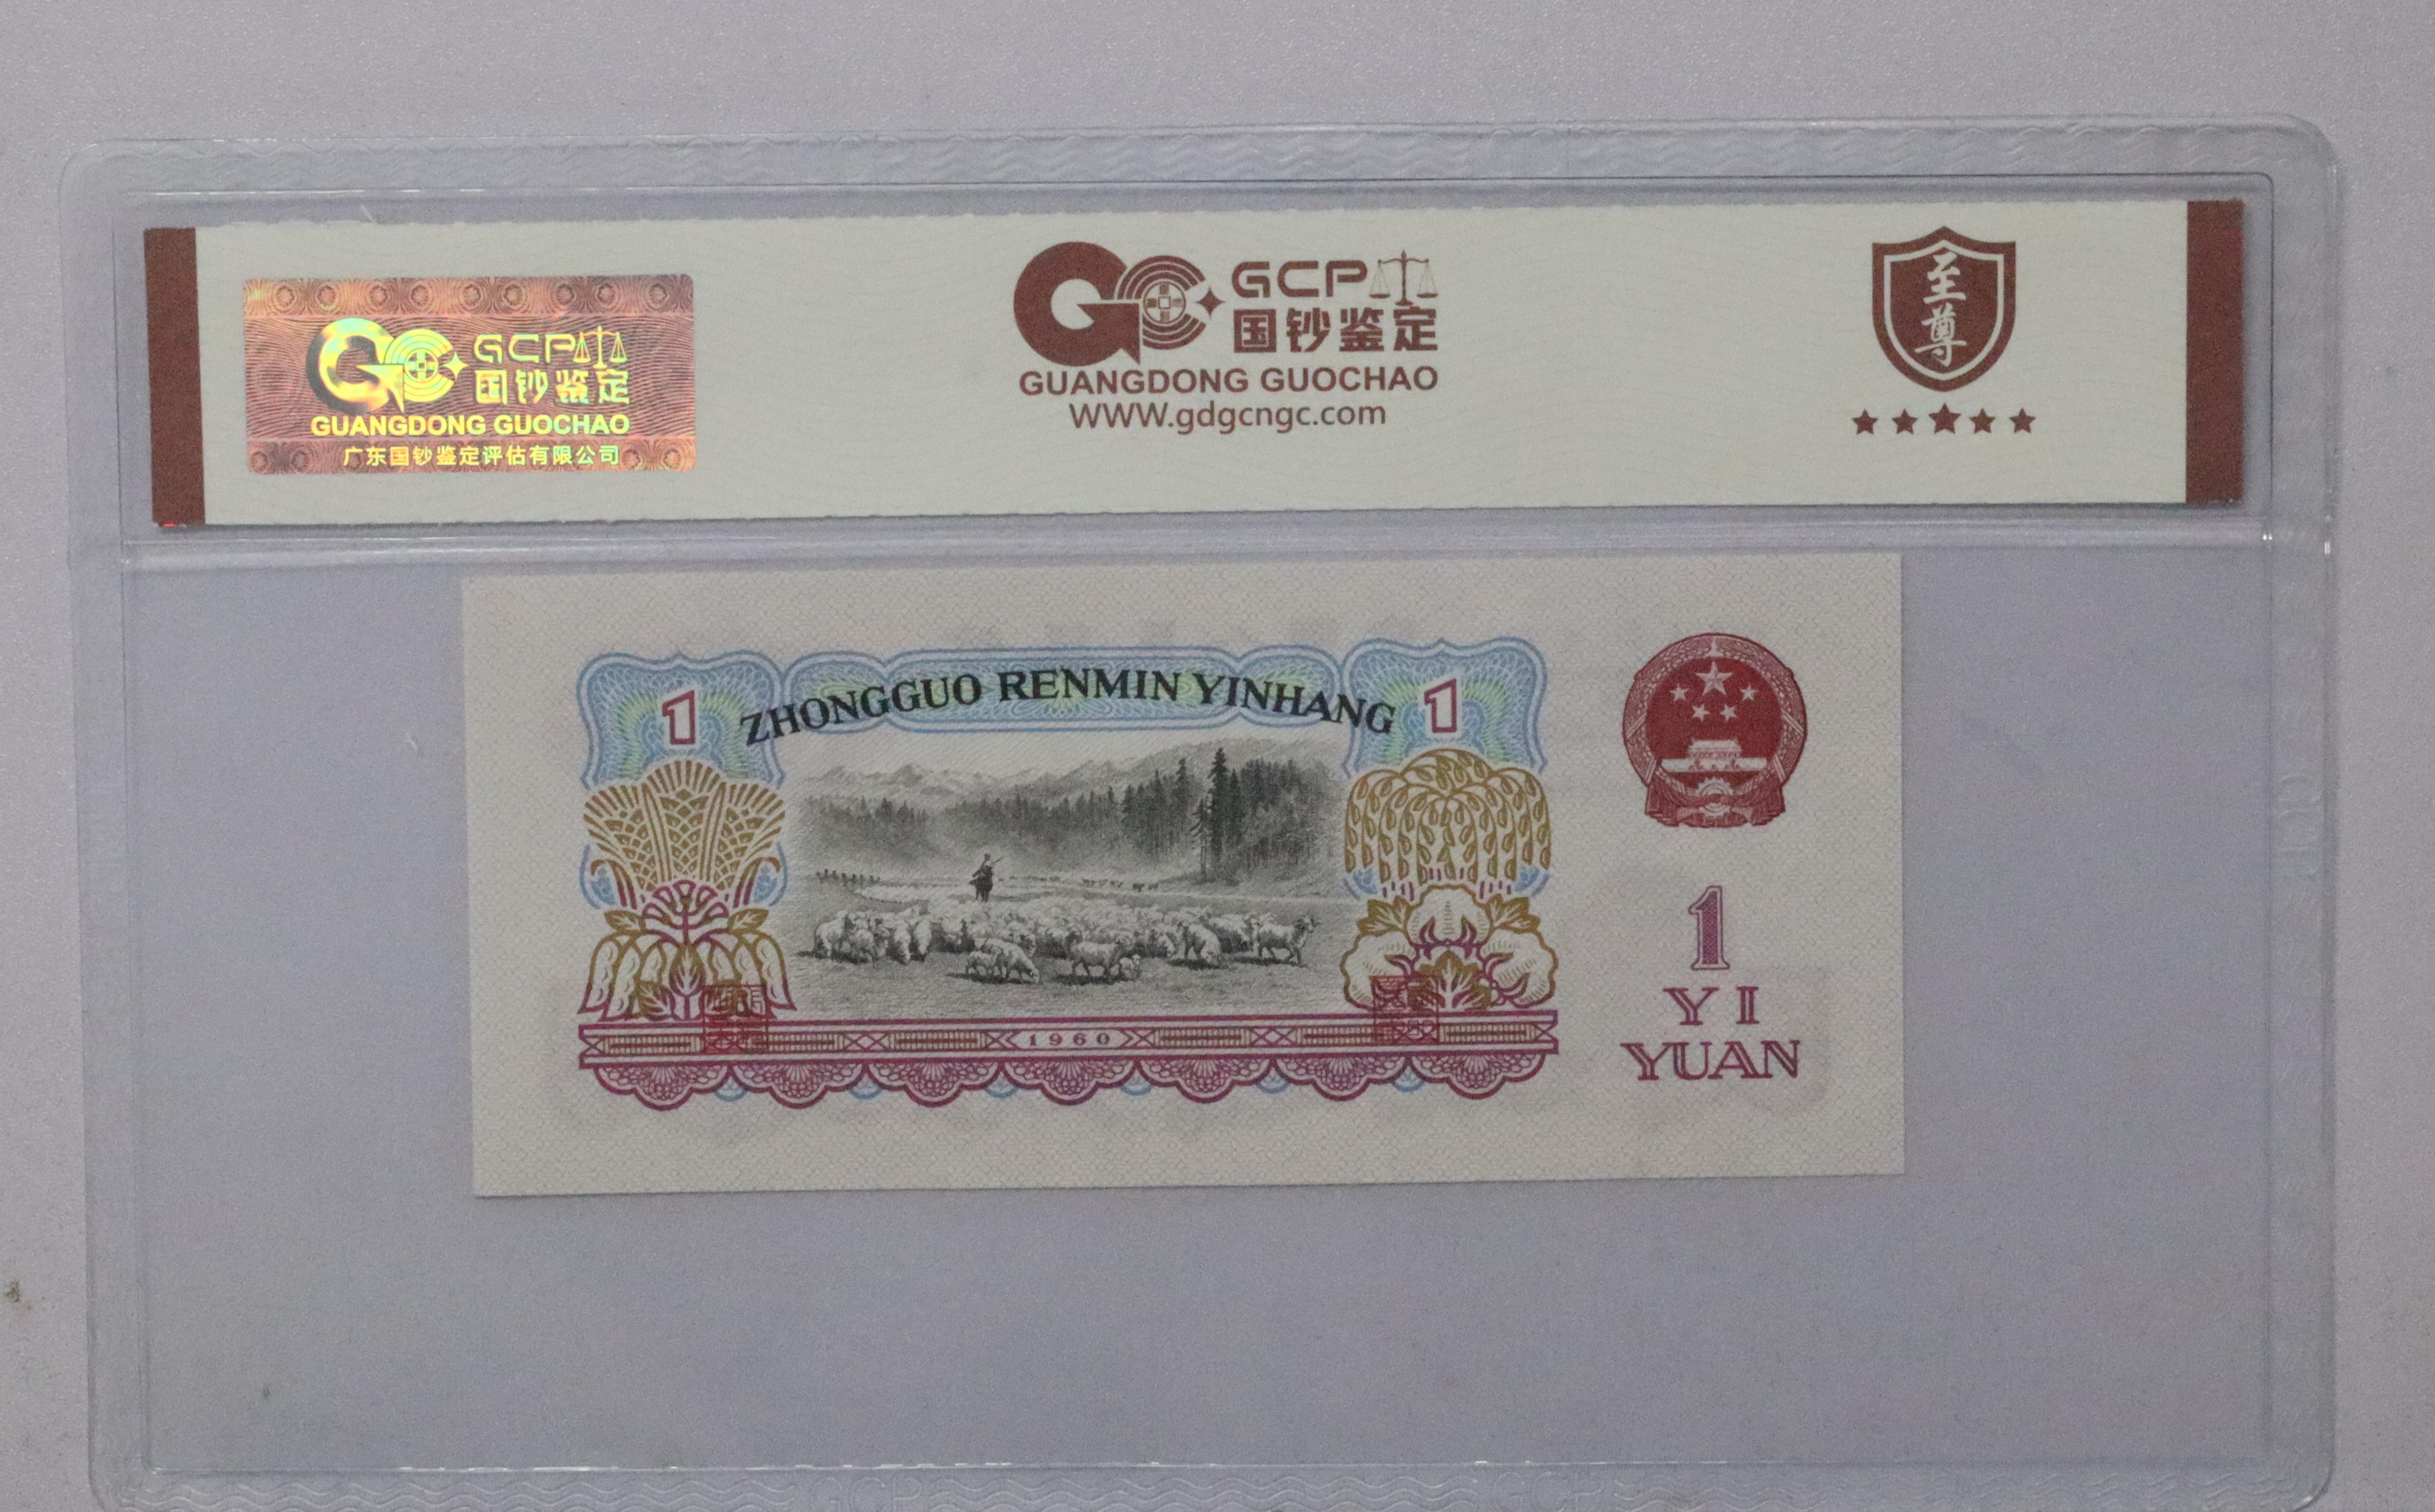 GCP
国钞鉴定
GUANGDONG GUOCHAO
广东国钞鉴定评估有限公司
GCP
国钞鉴定
GUANGDONG GUOCHAO
WWW.gdgcngc.com
至
尊
ZHONGGUO RENMIN YINHANG
1
1
1960
1
YI
YUAN
GCP
GCP